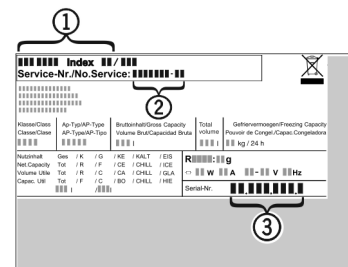 1
Index / 
Service-Nr./No.Service: -
2
Klasse/Class Ap-Typ/AP-Type Bruttoinhalt/Gross Capacity Total Gefriervermoegen/Freezing Capacity
Classe/Clase AP-Type/AP-Tipo Volume Brut/Capacidad Bruta volume Pouvoir de Congel./Capac.Congeladora
l l kg / 24 h
Nutzinhalt Ges / K / G / KE / KALT / EIS
Net.Capacity Tot / R / F / CE / CHILL / ICE
Volume Utile Tot / R / C / CA / CHILL / GLA
Capac. Util Tot / F / C / BO / CHILL / HIE
l / l
R : g
W A - V Hz
Serial-Nr. . . .
3